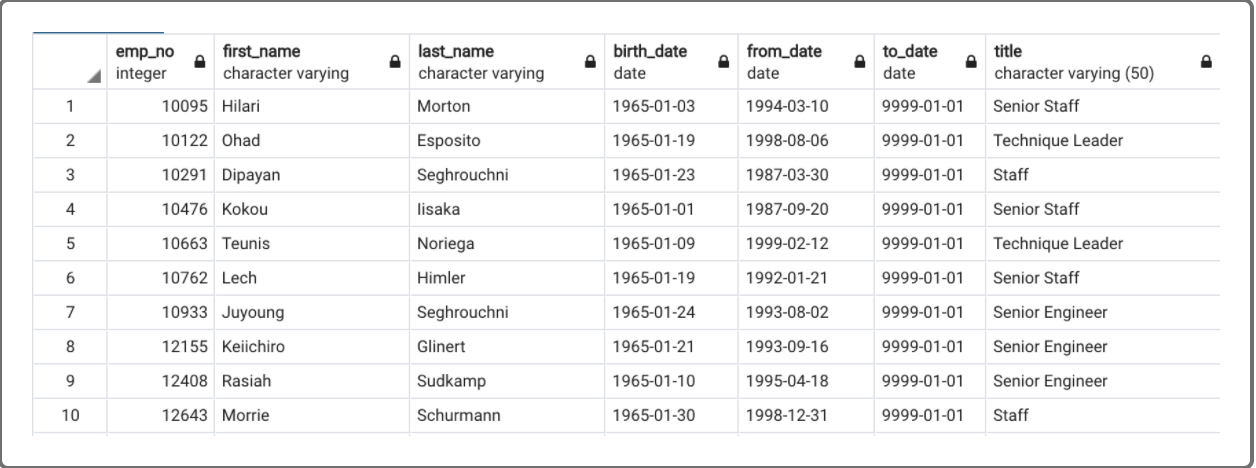 emp_no first_name last_name birth_date from_date to_date title
integer character varying character varying date date date character varying (50)
1 10095 Hilari Morton 1965-01-03 1994-03-10 9999-01-01 Senior Staff
2 10122 Ohad Esposito 1965-01-19 1998-08-06 9999-01-01 Technique Leader
3 10291 Dipayan Seghrouchni 1965-01-23 1987-03-30 9999-01-01 Staff
4 10476 Kokou Iisaka 1965-01-01 1987-09-20 9999-01-01 Senior Staff
5 10663 Teunis Noriega 1965-01-09 1999-02-12 9999-01-01 Technique Leader
6 10762 Lech Himler 1965-01-19 1992-01-21 9999-01-01 Senior Staff
7 10933 Juyoung Seghrouchni 1965-01-24 1993-08-02 9999-01-01 Senior Engineer
8 12155 Keiichiro Glinert 1965-01-21 1993-09-16 9999-01-01 Senior Engineer
9 12408 Rasiah Sudkamp 1965-01-10 1995-04-18 9999-01-01 Senior Engineer
10 12643 Morrie Schurmann 1965-01-30 1998-12-31 9999-01-01 Staff